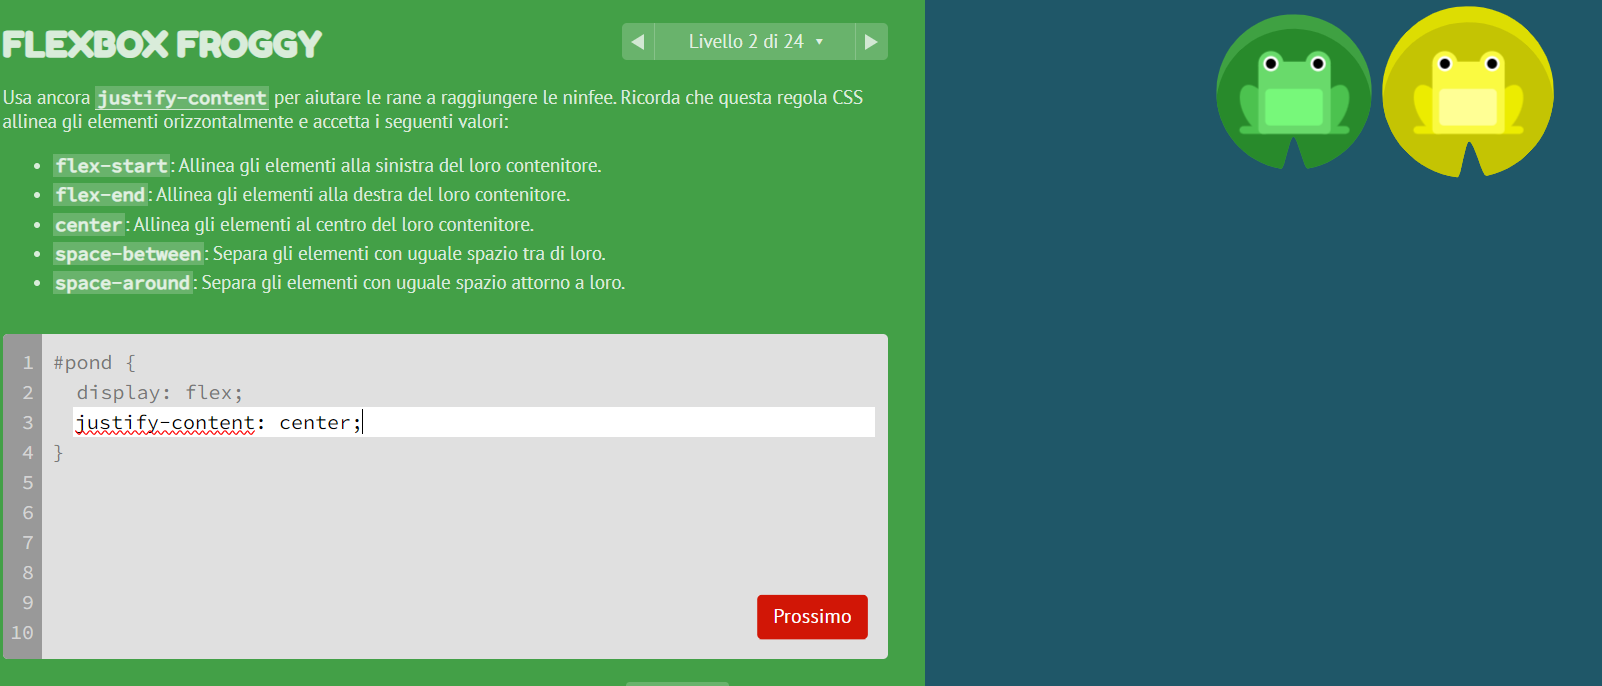 FLEXBOX FROGGY
Livello 2 di 24
Usa ancora justify-content per aiutare le rane a raggiungere le ninfee. Ricorda che questa regola CSS
allinea gli elementi orizzontalmente e accetta i seguenti valori:
• flex-start: Allinea gli elementi alla sinistra del loro contenitore.
• flex-end: Allinea gli elementi alla destra del loro contenitore.
• center: Allinea gli elementi al centro del loro contenitore.
• space-between: Separa gli elementi con uguale spazio tra di loro.
• space-around: Separa gli elementi con uguale spazio attorno a loro.
1 #pond {
2 display: flex;
3 justify-content: center;
4 }
5
6
7
8
9
10
Prossimo